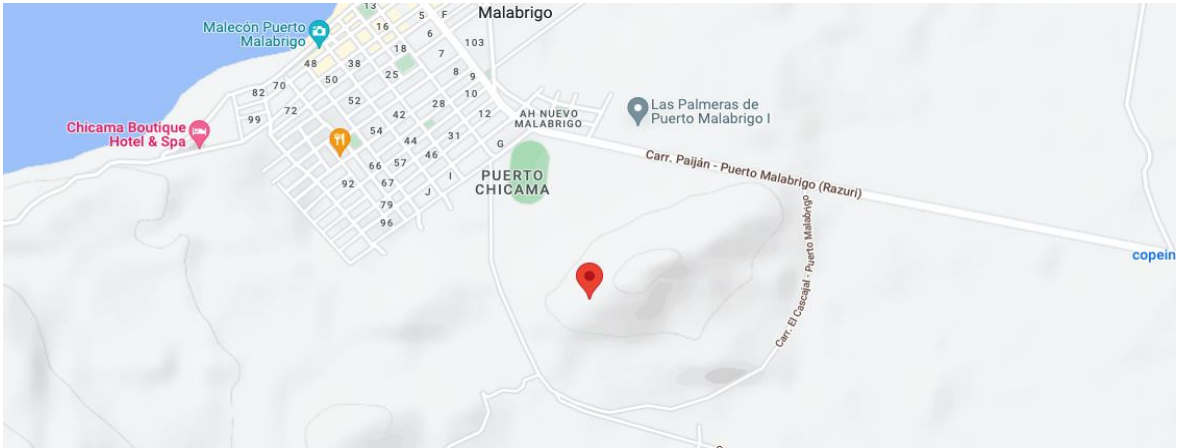 13
5
F
Malabrigo
Malecón Puerto
Malabrigo
16
6
103
18
7
48
38
25
8
9
82
70
50
10
52
28
99
72
42
12
AH NUEVO
MALABRIGO
Las Palmeras de
Puerto Malabrigo I
Chicama Boutique
Hotel & Spa
54
44
31
G
66
57
46
Carr. Paiján - Puerto Malabrigo (Razuri)
PUERTO
CHICAMA
92
67
I
J
79
96
Carr. El Cascajal - Puerto Malabrigo
copein